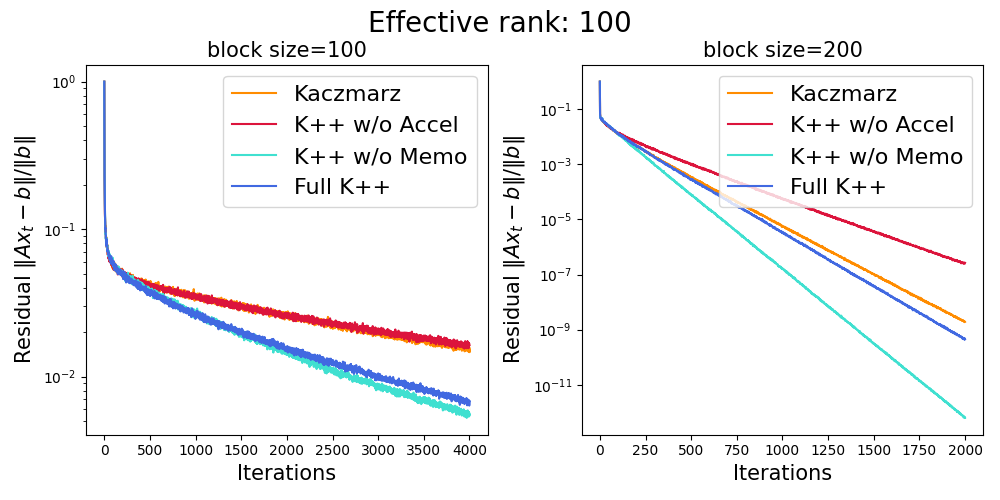 Effective rank: 100
block size=100
Residual ∥Ax_t − b∥/∥b∥
10^0
10^−1
10^−2
Kaczmarz
K++ w/o Accel
K++ w/o Memo
Full K++
0 500 1000 1500 2000 2500 3000 3500 4000
Iterations
block size=200
Residual ∥Ax_t − b∥/∥b∥
10^−1
10^−3
10^−5
10^−7
10^−9
10^−11
Kaczmarz
K++ w/o Accel
K++ w/o Memo
Full K++
0 250 500 750 1000 1250 1500 1750 2000
Iterations